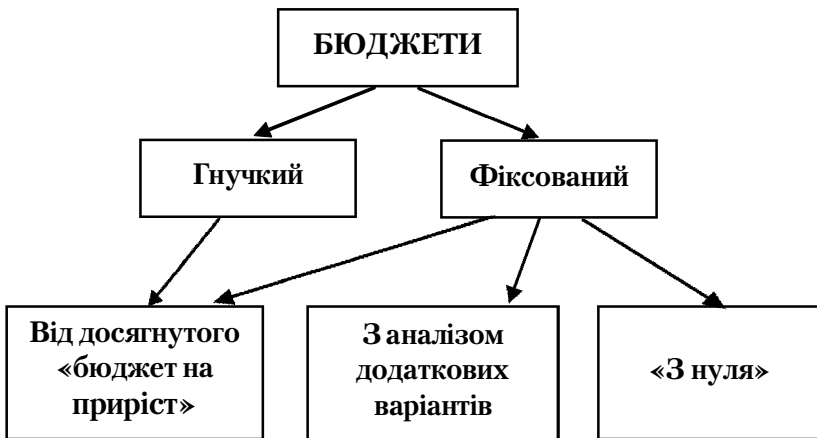 БЮДЖЕТИ
Гнучкий
Фіксований
Від досягнутого
«бюджет на
приріст»
З аналізом
додаткових
варіантів
«З нуля»